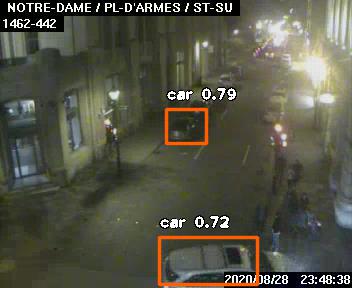 NOTRE-DAME / PL-D'ARMES / ST-SU
1462-442
car 0.79
car 0.72
2020/08/28 23:48:38